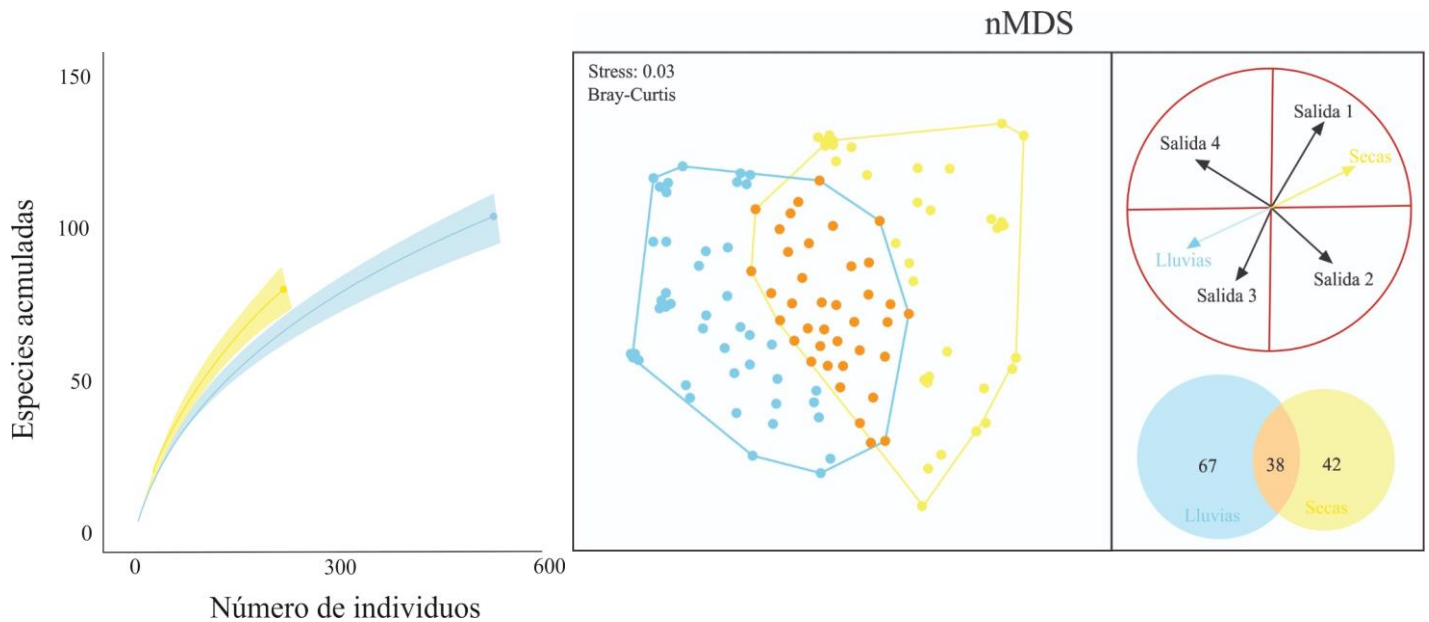 nMDS
150
100
50
0
Especies acmuladas
0
300
600
Número de individuos
Stress: 0.03
Bray-Curtis
Salida 1
Salida 4
Secas
Lluvias
Salida 3
Salida 2
67
38
42
Lluvias
Secas